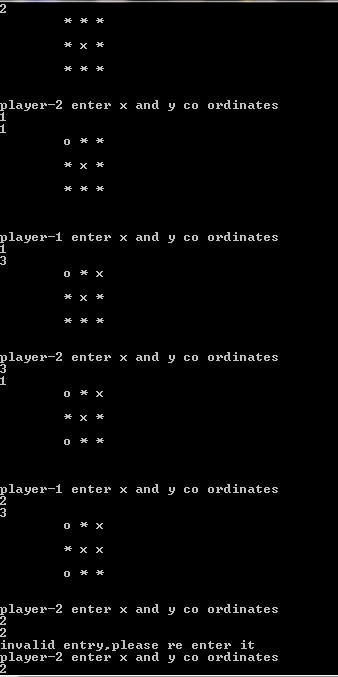 2
* * *
* x *
* * *
player-2 enter x and y co ordinates
1
1
o * *
* x *
* * *
player-1 enter x and y co ordinates
1
3
o * x
* x *
* * *
player-2 enter x and y co ordinates
3
1
o * x
* x *
o * *
player-1 enter x and y co ordinates
2
3
o * x
* x x
o * *
player-2 enter x and y co ordinates
2
2
invalid entry,please re enter it
player-2 enter x and y co ordinates
2